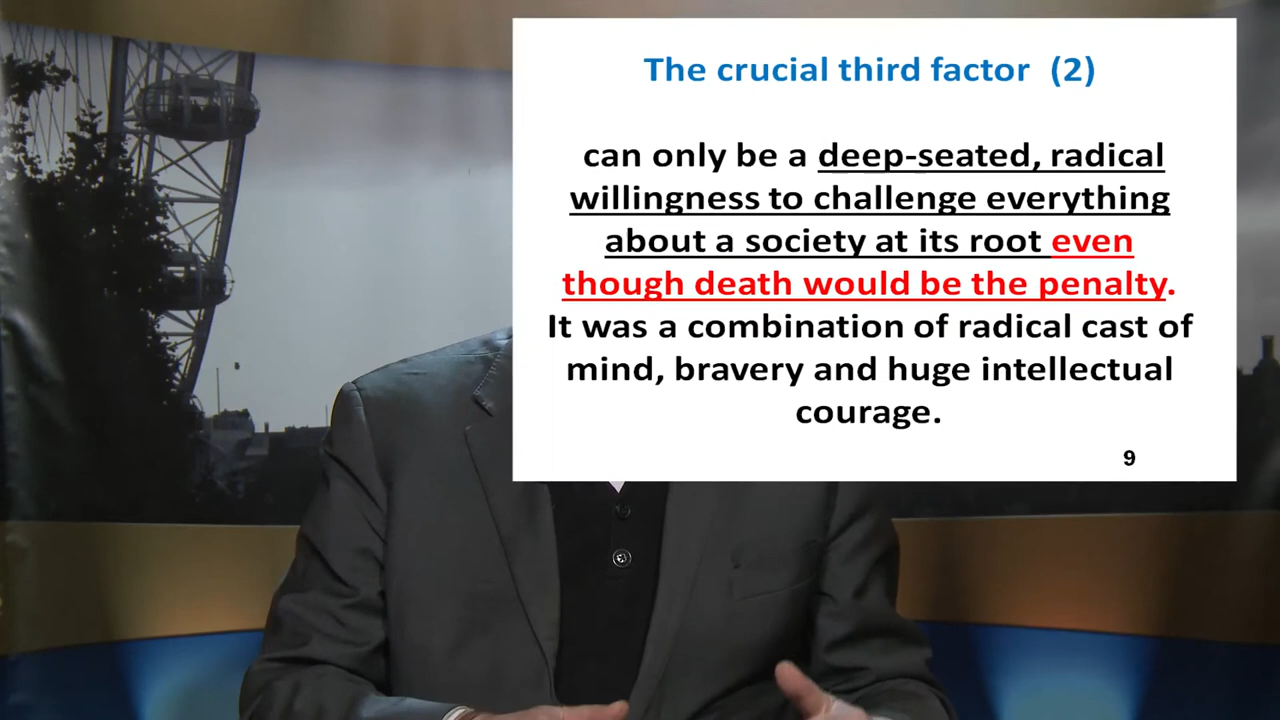 The crucial third factor (2)
can only be a deep-seated, radical
willingness to challenge everything
about a society at its root even
though death would be the penalty.
It was a combination of radical cast of
mind, bravery and huge intellectual
courage.
9